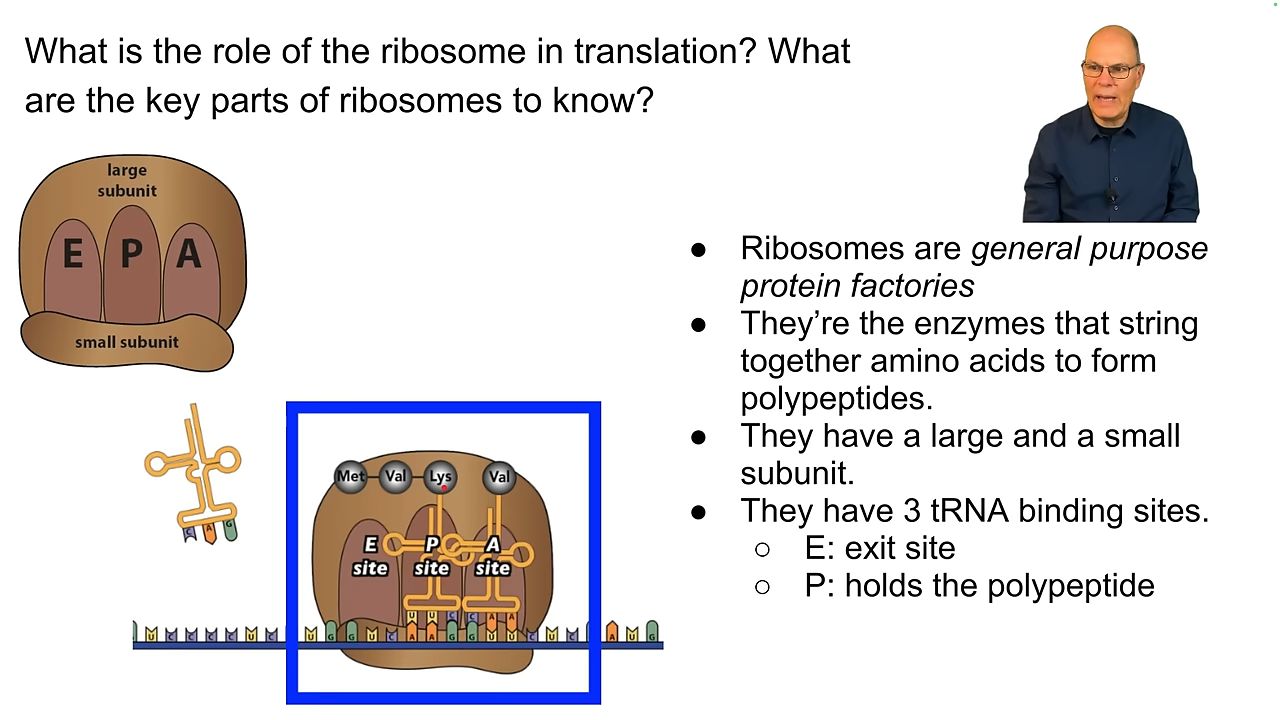 What is the role of the ribosome in translation? What
are the key parts of ribosomes to know?
large
subunit
E P A
small subunit
● Ribosomes are general purpose
protein factories
● They’re the enzymes that string
together amino acids to form
polypeptides.
● They have a large and a small
subunit.
● They have 3 tRNA binding sites.
○ E: exit site
○ P: holds the polypeptide
Met Val Lys Val
E P A
site site site
C A G